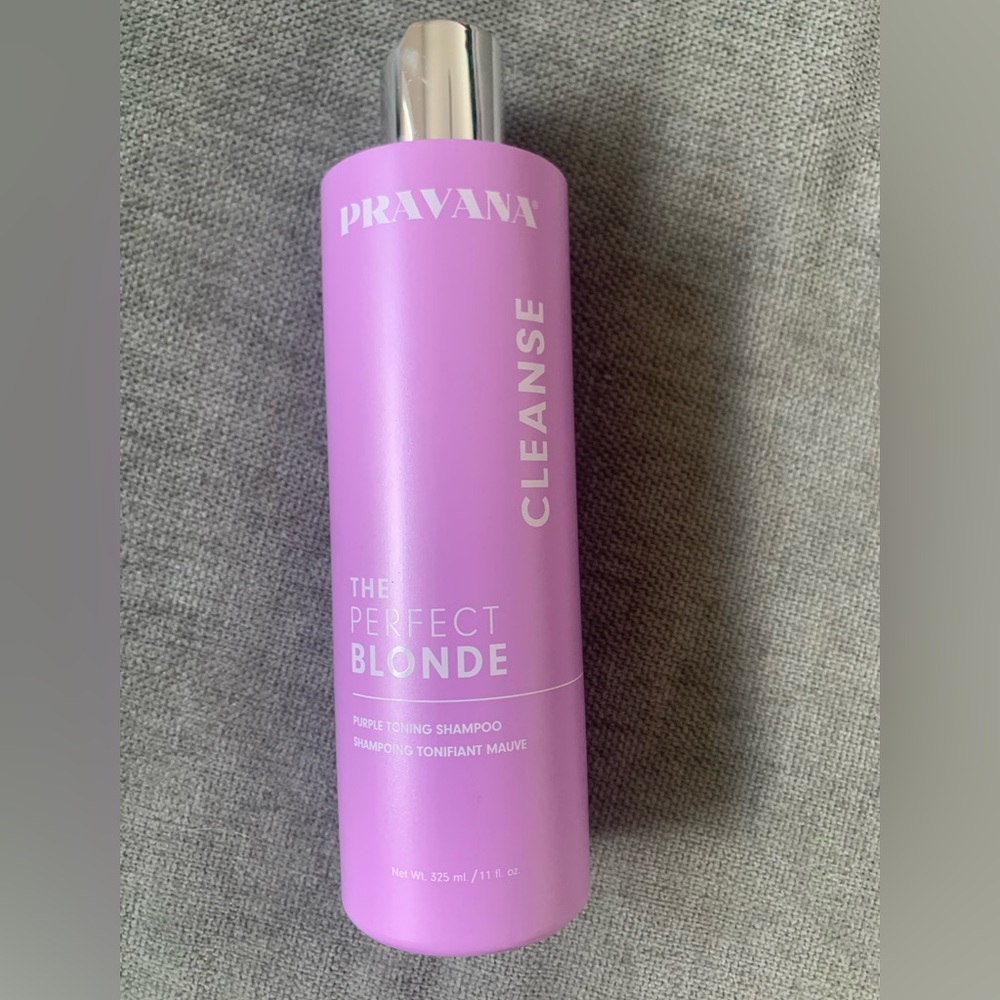 PRAVANA®
CLEANSE
THE
PERFECT
BLONDE
PURPLE TONING SHAMPOO
SHAMPOING TONIFIANT MAUVE
Net Wt. 325 ml. / 11 fl. oz.